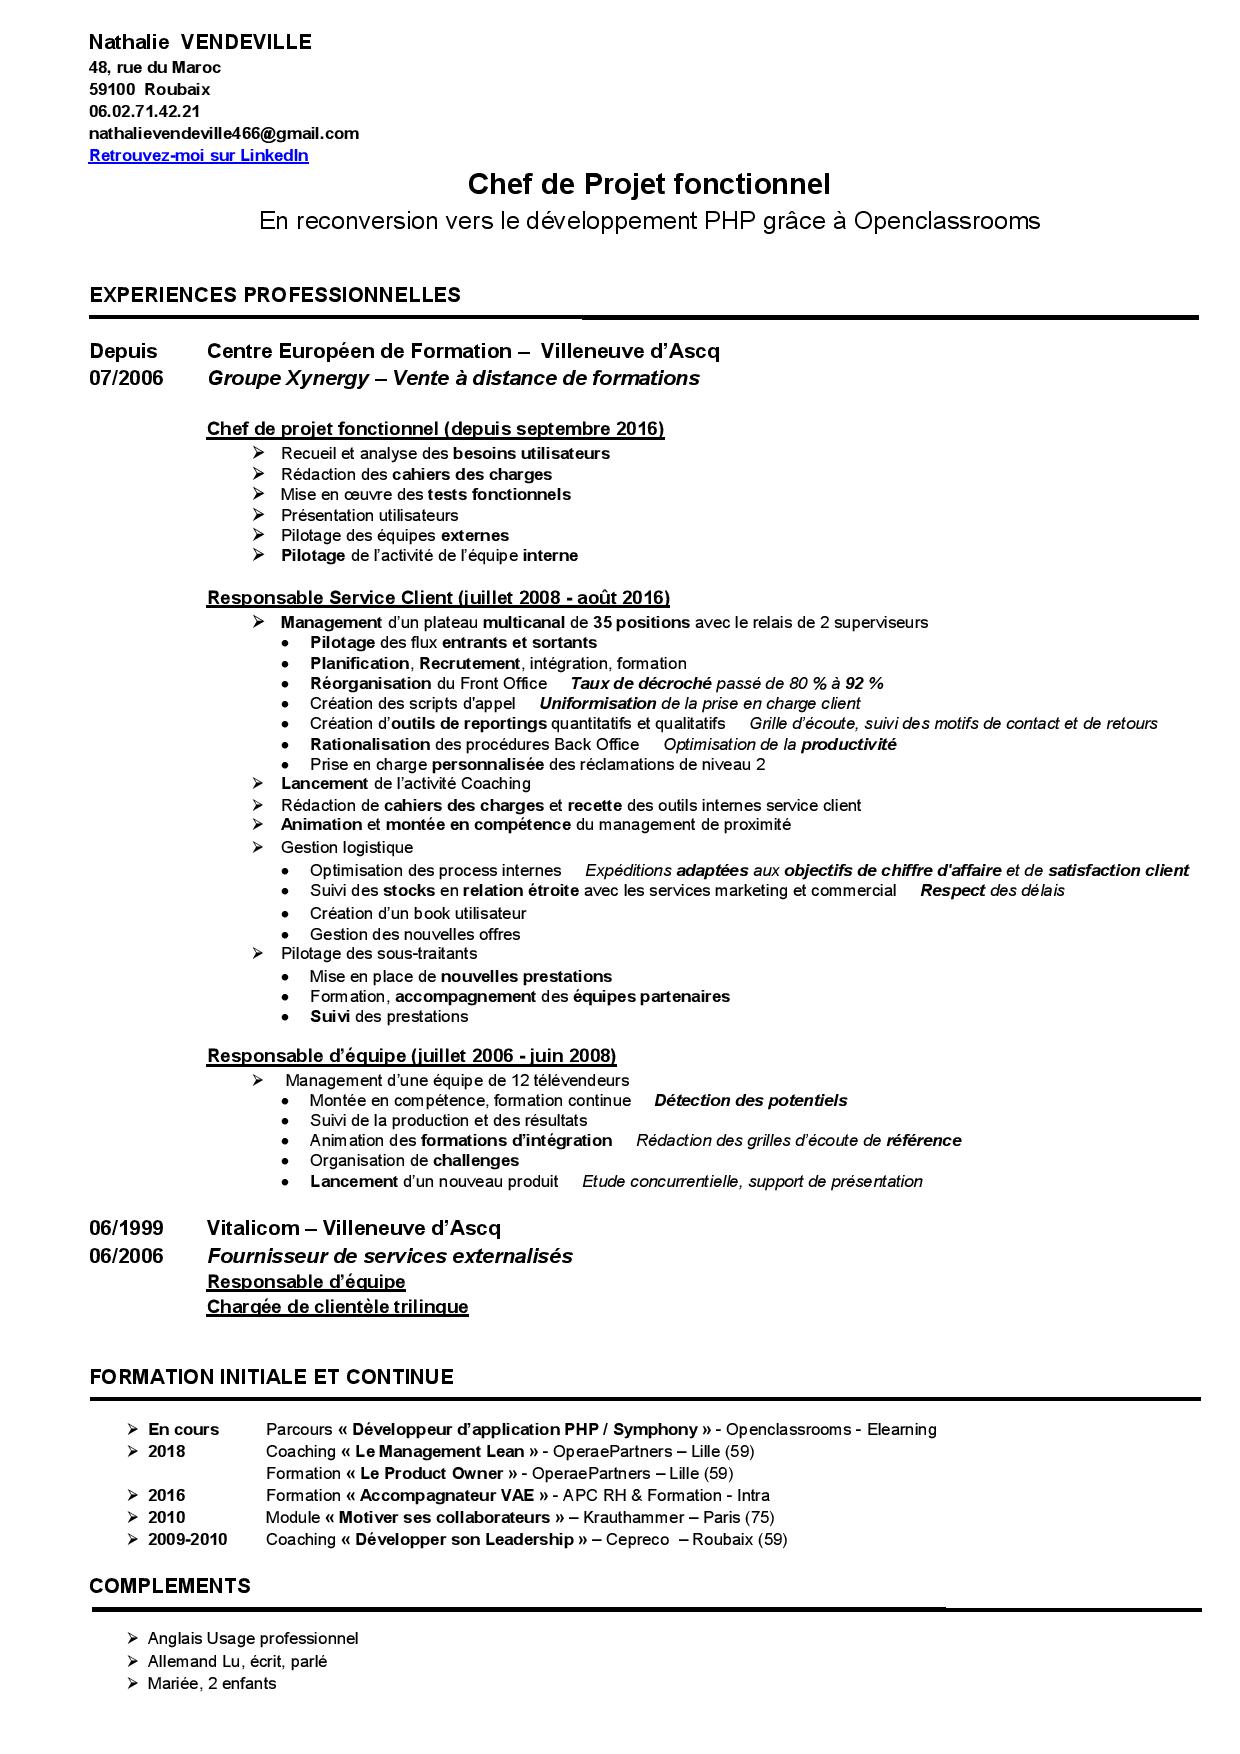 Nathalie VENDEVILLE
48, rue du Maroc
59100 Roubaix
06.02.71.42.21
nathalievendeville466@gmail.com
Retrouvez-moi sur LinkedIn
Chef de Projet fonctionnel
En reconversion vers le développement PHP grâce à Openclassrooms
EXPERIENCES PROFESSIONNELLES
Depuis Centre Européen de Formation – Villeneuve d’Ascq
07/2006 Groupe Xynergy – Vente à distance de formations
Chef de projet fonctionnel (depuis septembre 2016)
➢ Recueil et analyse des besoins utilisateurs
➢ Rédaction des cahiers des charges
➢ Mise en œuvre des tests fonctionnels
➢ Présentation utilisateurs
➢ Pilotage des équipes externes
➢ Pilotage de l’activité de l’équipe interne
Responsable Service Client (juillet 2008 - août 2016)
➢ Management d’un plateau multicanal de 35 positions avec le relais de 2 superviseurs
• Pilotage des flux entrants et sortants
• Planification, Recrutement, intégration, formation
• Réorganisation du Front Office Taux de décroché passé de 80 % à 92 %
• Création des scripts d'appel Uniformisation de la prise en charge client
• Création d’outils de reportings quantitatifs et qualitatifs Grille d’écoute, suivi des motifs de contact et de retours
• Rationalisation des procédures Back Office Optimisation de la productivité
• Prise en charge personnalisée des réclamations de niveau 2
➢ Lancement de l’activité Coaching
➢ Rédaction de cahiers des charges et recette des outils internes service client
➢ Animation et montée en compétence du management de proximité
➢ Gestion logistique
• Optimisation des process internes Expéditions adaptées aux objectifs de chiffre d'affaire et de satisfaction client
• Suivi des stocks en relation étroite avec les services marketing et commercial Respect des délais
• Création d’un book utilisateur
• Gestion des nouvelles offres
➢ Pilotage des sous-traitants
• Mise en place de nouvelles prestations
• Formation, accompagnement des équipes partenaires
• Suivi des prestations
Responsable d’équipe (juillet 2006 - juin 2008)
➢ Management d’une équipe de 12 télévendeurs
• Montée en compétence, formation continue Détection des potentiels
• Suivi de la production et des résultats
• Animation des formations d’intégration Rédaction des grilles d’écoute de référence
• Organisation de challenges
• Lancement d’un nouveau produit Etude concurrentielle, support de présentation
06/1999 Vitalicom – Villeneuve d’Ascq
06/2006 Fournisseur de services externalisés
Responsable d’équipe
Chargée de clientèle trilingue
FORMATION INITIALE ET CONTINUE
➢ En cours Parcours « Développeur d’application PHP / Symphony » - Openclassrooms - Elearning
➢ 2018 Coaching « Le Management Lean » - OperaePartners – Lille (59)
Formation « Le Product Owner » - OperaePartners – Lille (59)
➢ 2016 Formation « Accompagnateur VAE » - APC RH & Formation - Intra
➢ 2010 Module « Motiver ses collaborateurs » – Krauthammer – Paris (75)
➢ 2009-2010 Coaching « Développer son Leadership » – Cepreco – Roubaix (59)
COMPLEMENTS
➢ Anglais Usage professionnel
➢ Allemand Lu, écrit, parlé
➢ Mariée, 2 enfants